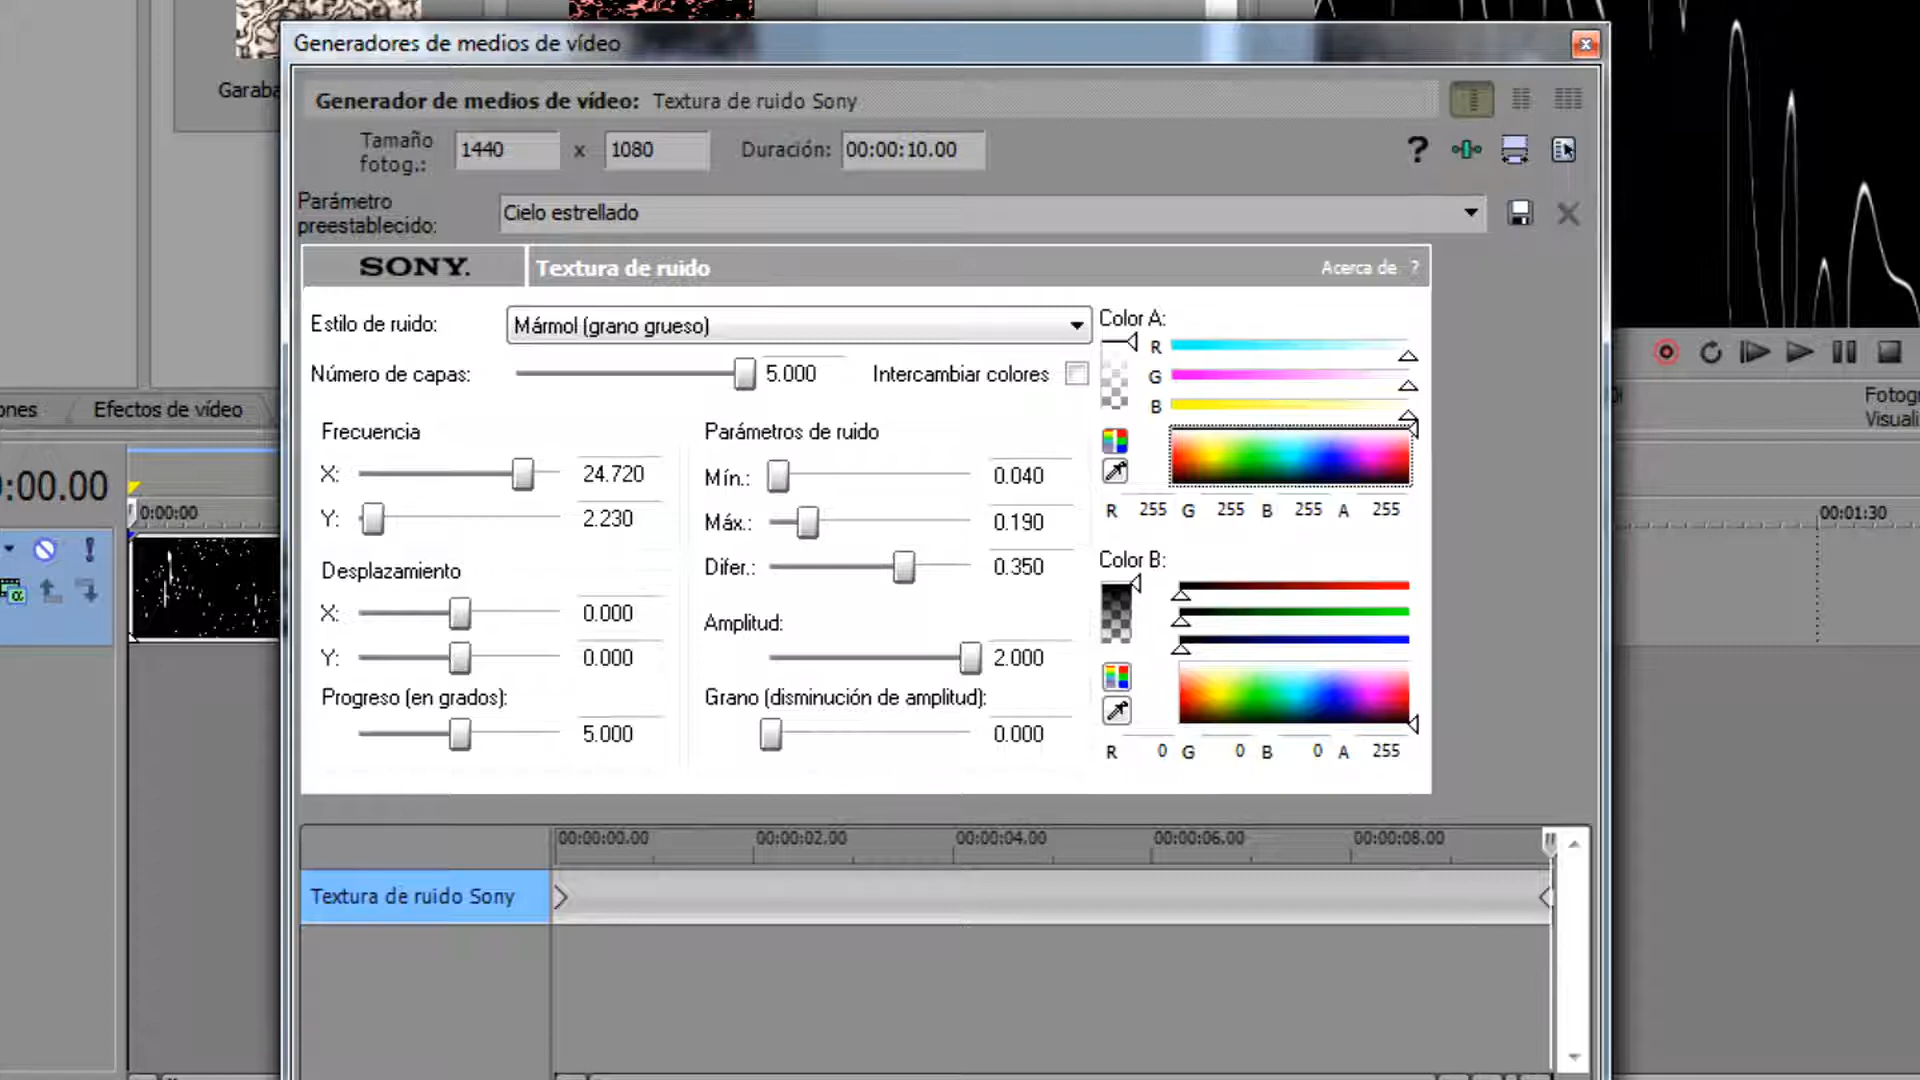 Generadores de medios de vídeo
Generador de medios de vídeo: Textura de ruido Sony
Tamaño fotog.: 1440 x 1080 Duración: 00:00:10.00
Parámetro preestablecido: Cielo estrellado
SONY. Textura de ruido Acerca de ?
Estilo de ruido: Mármol (grano grueso)
Número de capas: 5.000 Intercambiar colores
Frecuencia
X: 24.720
Y: 2.230
Desplazamiento
X: 0.000
Y: 0.000
Progreso (en grados):
5.000
Parámetros de ruido
Mín.: 0.040
Máx.: 0.190
Difer.: 0.350
Amplitud:
2.000
Grano (disminución de amplitud):
0.000
Color A:
R
G
B
R 255 G 255 B 255 A 255
Color B:
R 0 G 0 B 0 A 255
00:00:00.00 00:00:02.00 00:00:04.00 00:00:06.00 00:00:08.00
Textura de ruido Sony
Garaba
ones Efectos de vídeo
0:00.00
0:00:00
00:01:30
Fotogr
Visuali